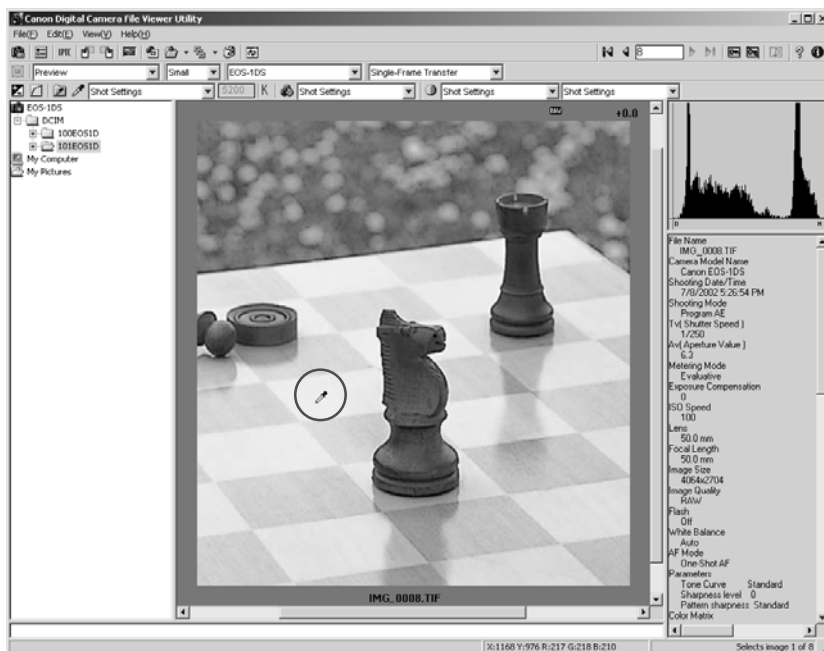 Canon Digital Camera File Viewer Utility
File(F) Edit(E) View(V) Help(H)
IPTC 8
Preview Small EOS-1DS Single-Frame Transfer
Shot Settings 5200 K Shot Settings Shot Settings Shot Settings
EOS-1DS
DCIM
100EOS1D
101EOS1D
My Computer
My Pictures
RAW +0.0
IMG_0008.TIF
File Name
IMG_0008.TIF
Camera Model Name
Canon EOS-1DS
Shooting Date/Time
7/8/2002 5:26:54 PM
Shooting Mode
Program AE
Tv( Shutter Speed )
1/250
Av( Aperture Value )
6.3
Metering Mode
Evaluative
Exposure Compensation
0
ISO Speed
100
Lens
50.0 mm
Focal Length
50.0 mm
Image Size
4064x2704
Image Quality
RAW
Flash
Off
White Balance
Auto
AF Mode
One-Shot AF
Parameters
Tone Curve Standard
Sharpness level 0
Pattern sharpness Standard
Color Matrix
X:1168 Y:976 R:217 G:218 B:210 Selects image 1 of 8